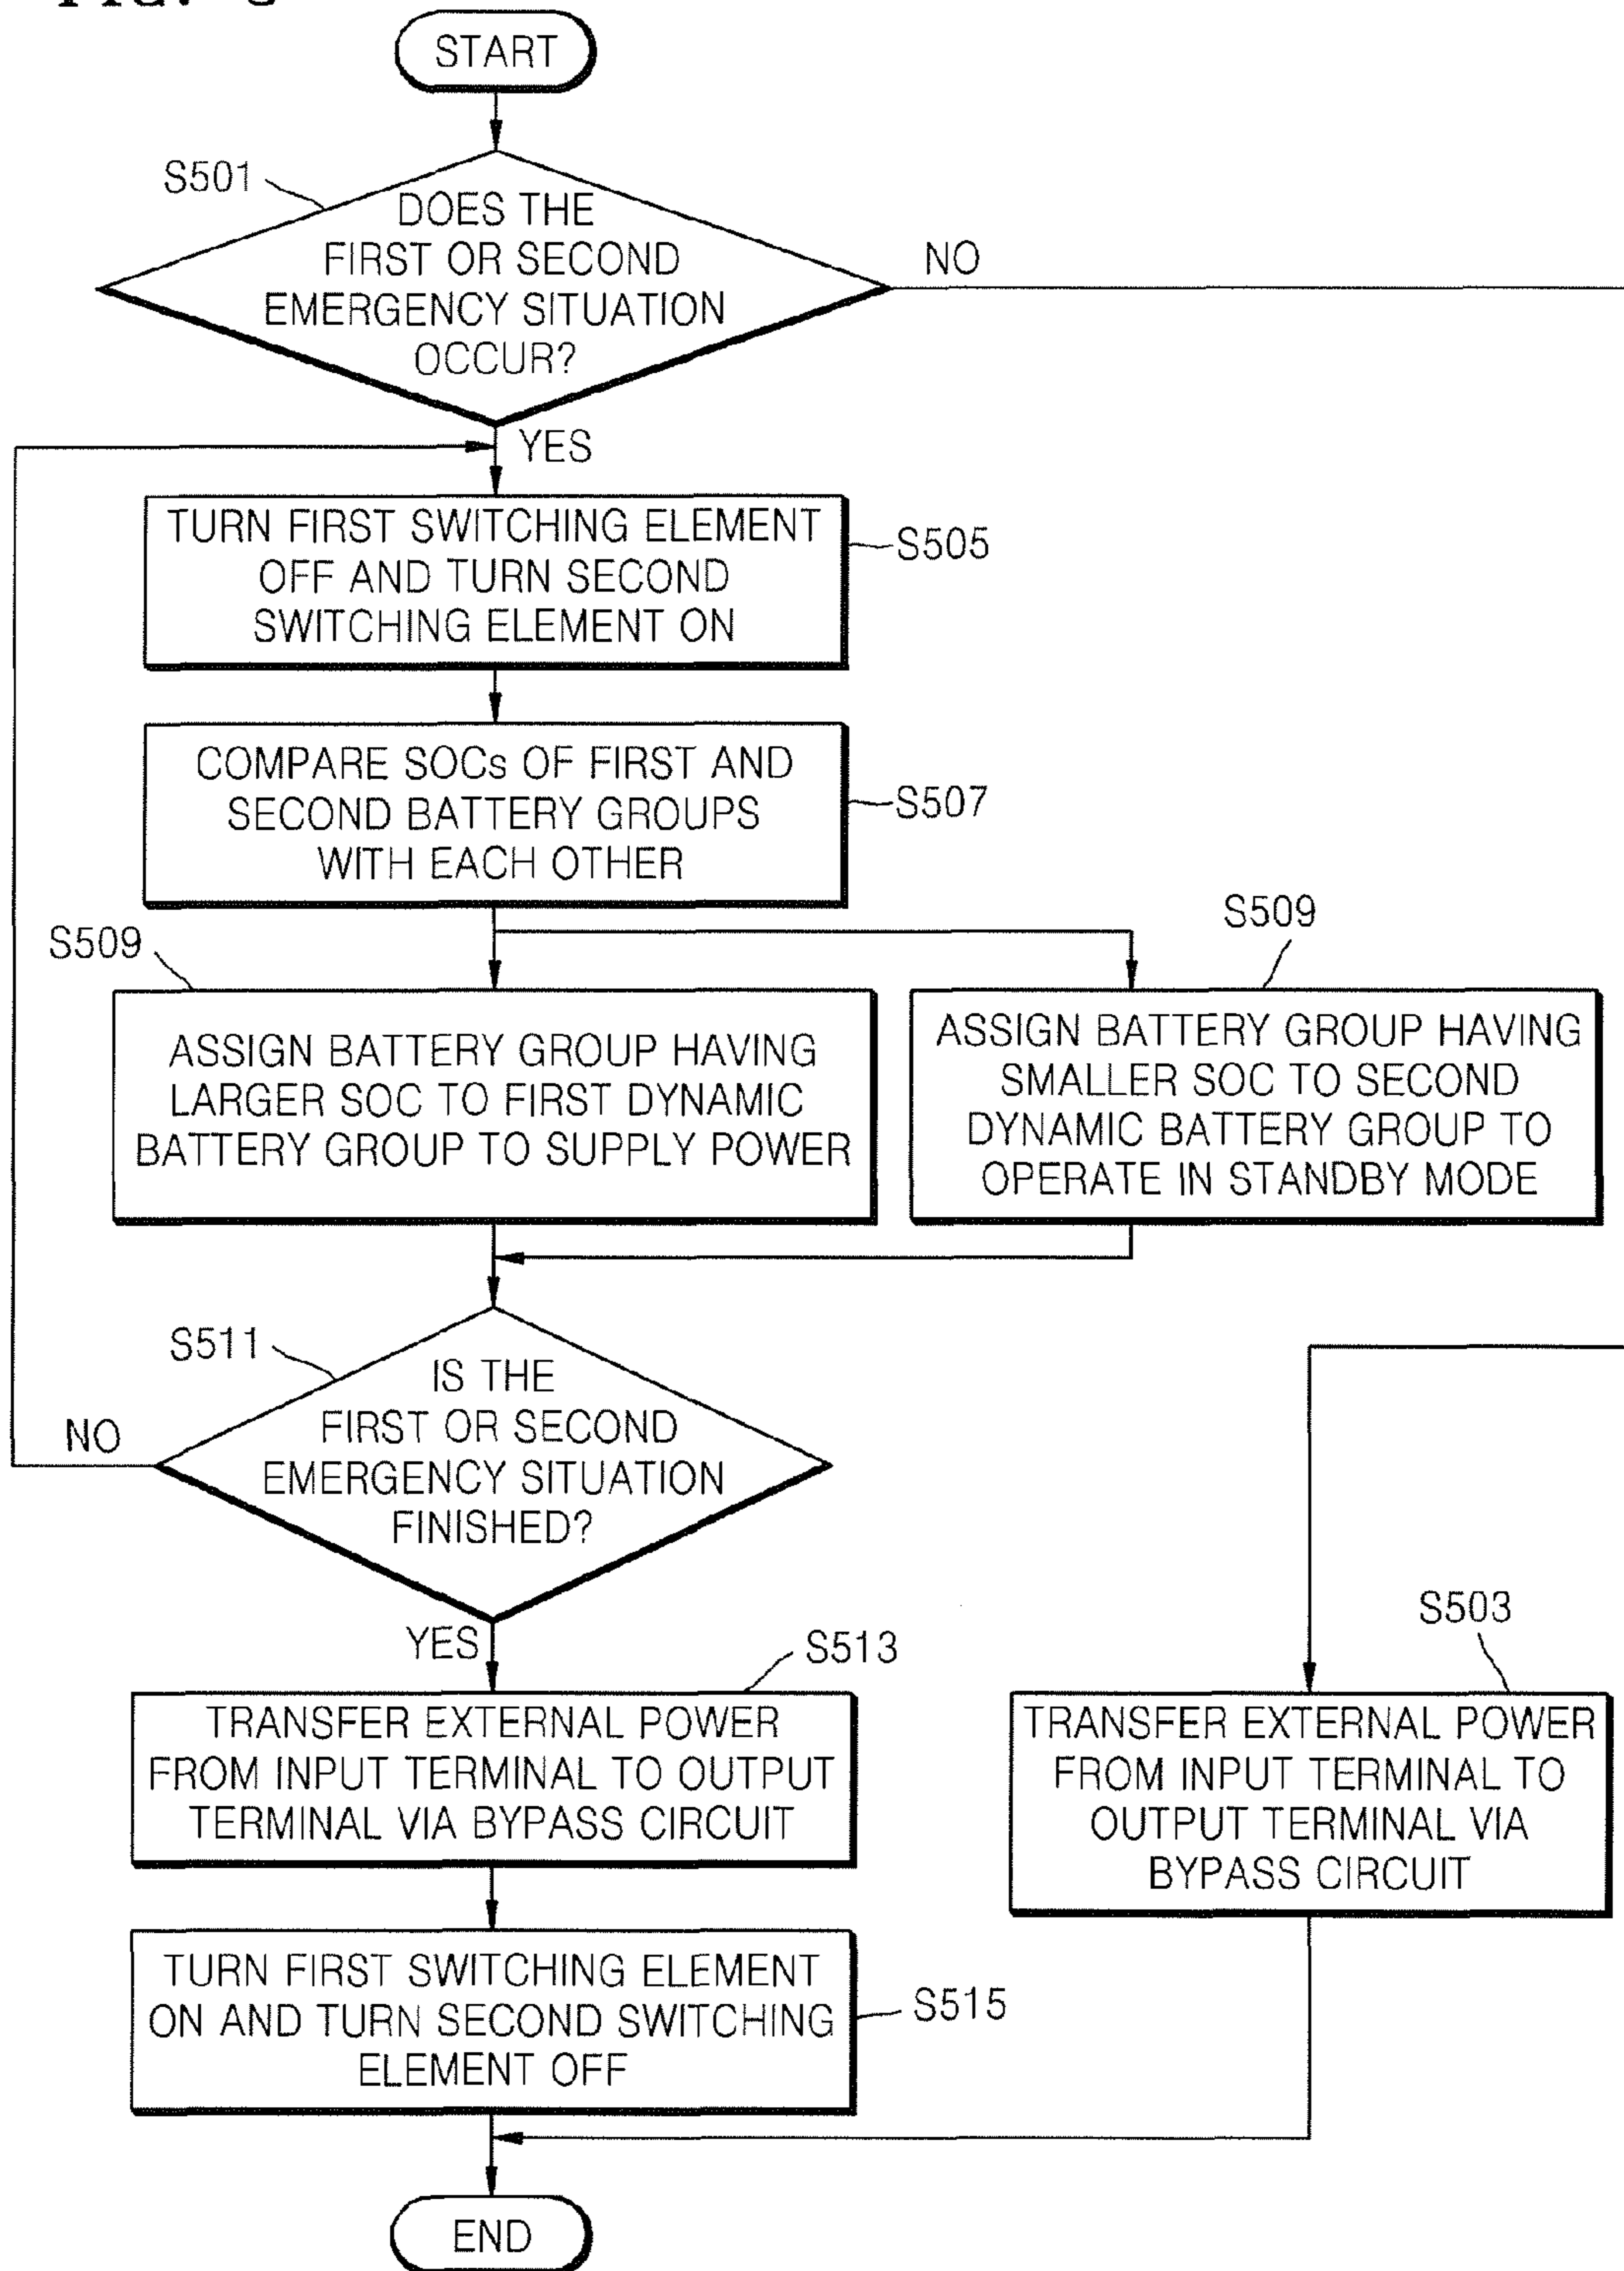 START
S501
DOES THE
FIRST OR SECOND
EMERGENCY SITUATION
OCCUR?
NO
YES
TURN FIRST SWITCHING ELEMENT
OFF AND TURN SECOND
SWITCHING ELEMENT ON
S505
COMPARE SOCs OF FIRST AND
SECOND BATTERY GROUPS
WITH EACH OTHER
S507
S509
ASSIGN BATTERY GROUP HAVING
LARGER SOC TO FIRST DYNAMIC
BATTERY GROUP TO SUPPLY POWER
S509
ASSIGN BATTERY GROUP HAVING
SMALLER SOC TO SECOND
DYNAMIC BATTERY GROUP TO
OPERATE IN STANDBY MODE
S511
IS THE
FIRST OR SECOND
EMERGENCY SITUATION
FINISHED?
NO
YES
S513
TRANSFER EXTERNAL POWER
FROM INPUT TERMINAL TO OUTPUT
TERMINAL VIA BYPASS CIRCUIT
S503
TRANSFER EXTERNAL POWER
FROM INPUT TERMINAL TO
OUTPUT TERMINAL VIA
BYPASS CIRCUIT
TURN FIRST SWITCHING ELEMENT
ON AND TURN SECOND SWITCHING
ELEMENT OFF
S515
END